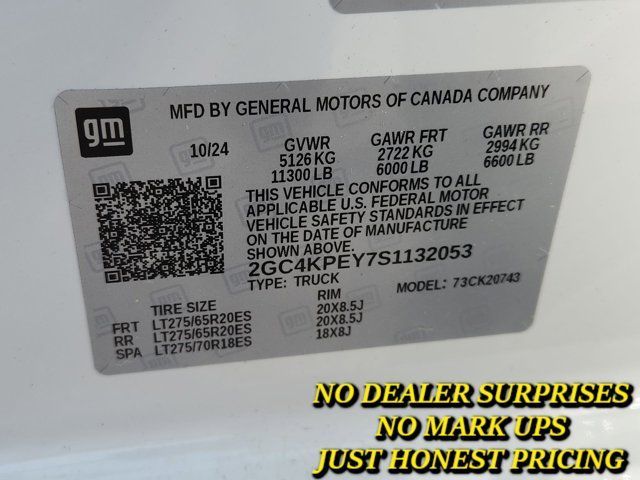 gm
MFD BY GENERAL MOTORS OF CANADA COMPANY
10/24 GVWR GAWR FRT GAWR RR
5126 KG 2722 KG 2994 KG
11300 LB 6000 LB 6600 LB
THIS VEHICLE CONFORMS TO ALL
APPLICABLE U.S. FEDERAL MOTOR
VEHICLE SAFETY STANDARDS IN EFFECT
ON THE DATE OF MANUFACTURE
SHOWN ABOVE.
2GC4KPEY7S1132053
TYPE: TRUCK MODEL: 73CK20743
TIRE SIZE RIM
FRT LT275/65R20ES 20X8.5J
RR LT275/65R20ES 20X8.5J
SPA LT275/70R18ES 18X8J
NO DEALER SURPRISES
NO MARK UPS
JUST HONEST PRICING